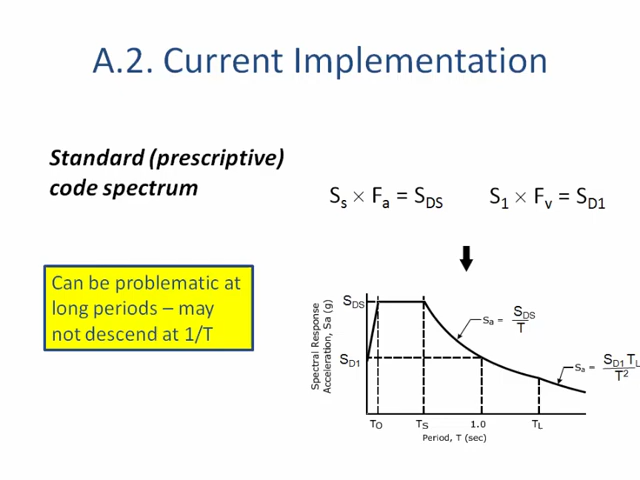 A.2. Current Implementation
Standard (prescriptive)
code spectrum
Ss × Fa = SDS
S1 × Fv = SD1
Can be problematic at
long periods – may
not descend at 1/T
Spectral Response
Acceleration, Sa (g)
SDS
SD1
Sa = SDS
T
Sa = SD1 TL
T2
TO
TS
1.0
TL
Period, T (sec)